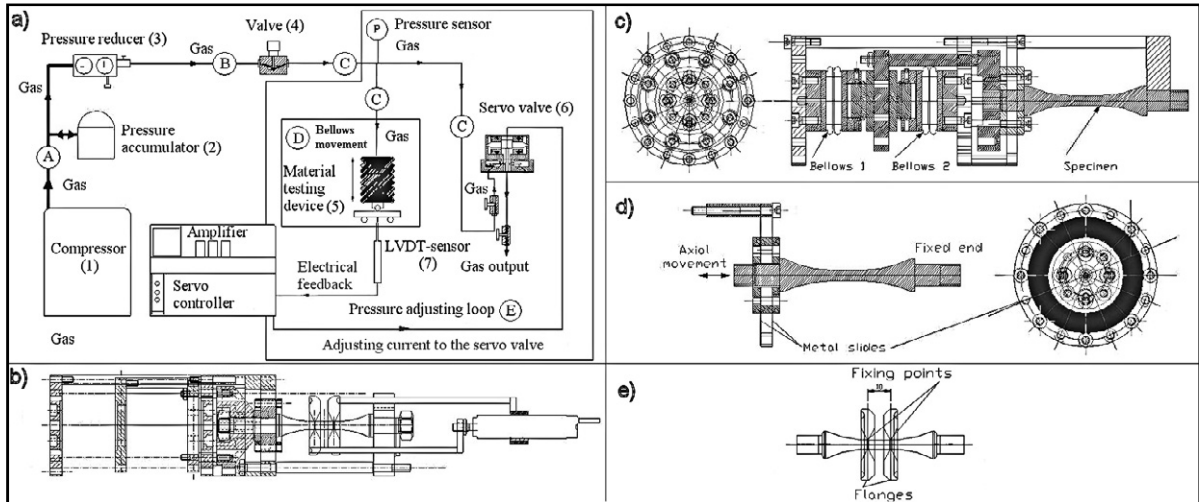 a)
Valve (4)
Pressure sensor
P
Pressure reducer (3)
Gas
B
C
Gas
Gas
C
C
Servo valve (6)
D
Bellows
movement
Gas
Pressure
accumulator (2)
A
Gas
Material
testing
device (5)
Gas
Compressor
(1)
Amplifier
LVDT-sensor
(7)
Gas output
Electrical
feedback
Servo
controller
Pressure adjusting loop E
Gas
Adjusting current to the servo valve
b)
c)
Bellows 1
Bellows 2
Specimen
d)
Axial
movement
Fixed end
Metal slides
e)
Fixing points
10
Flanges